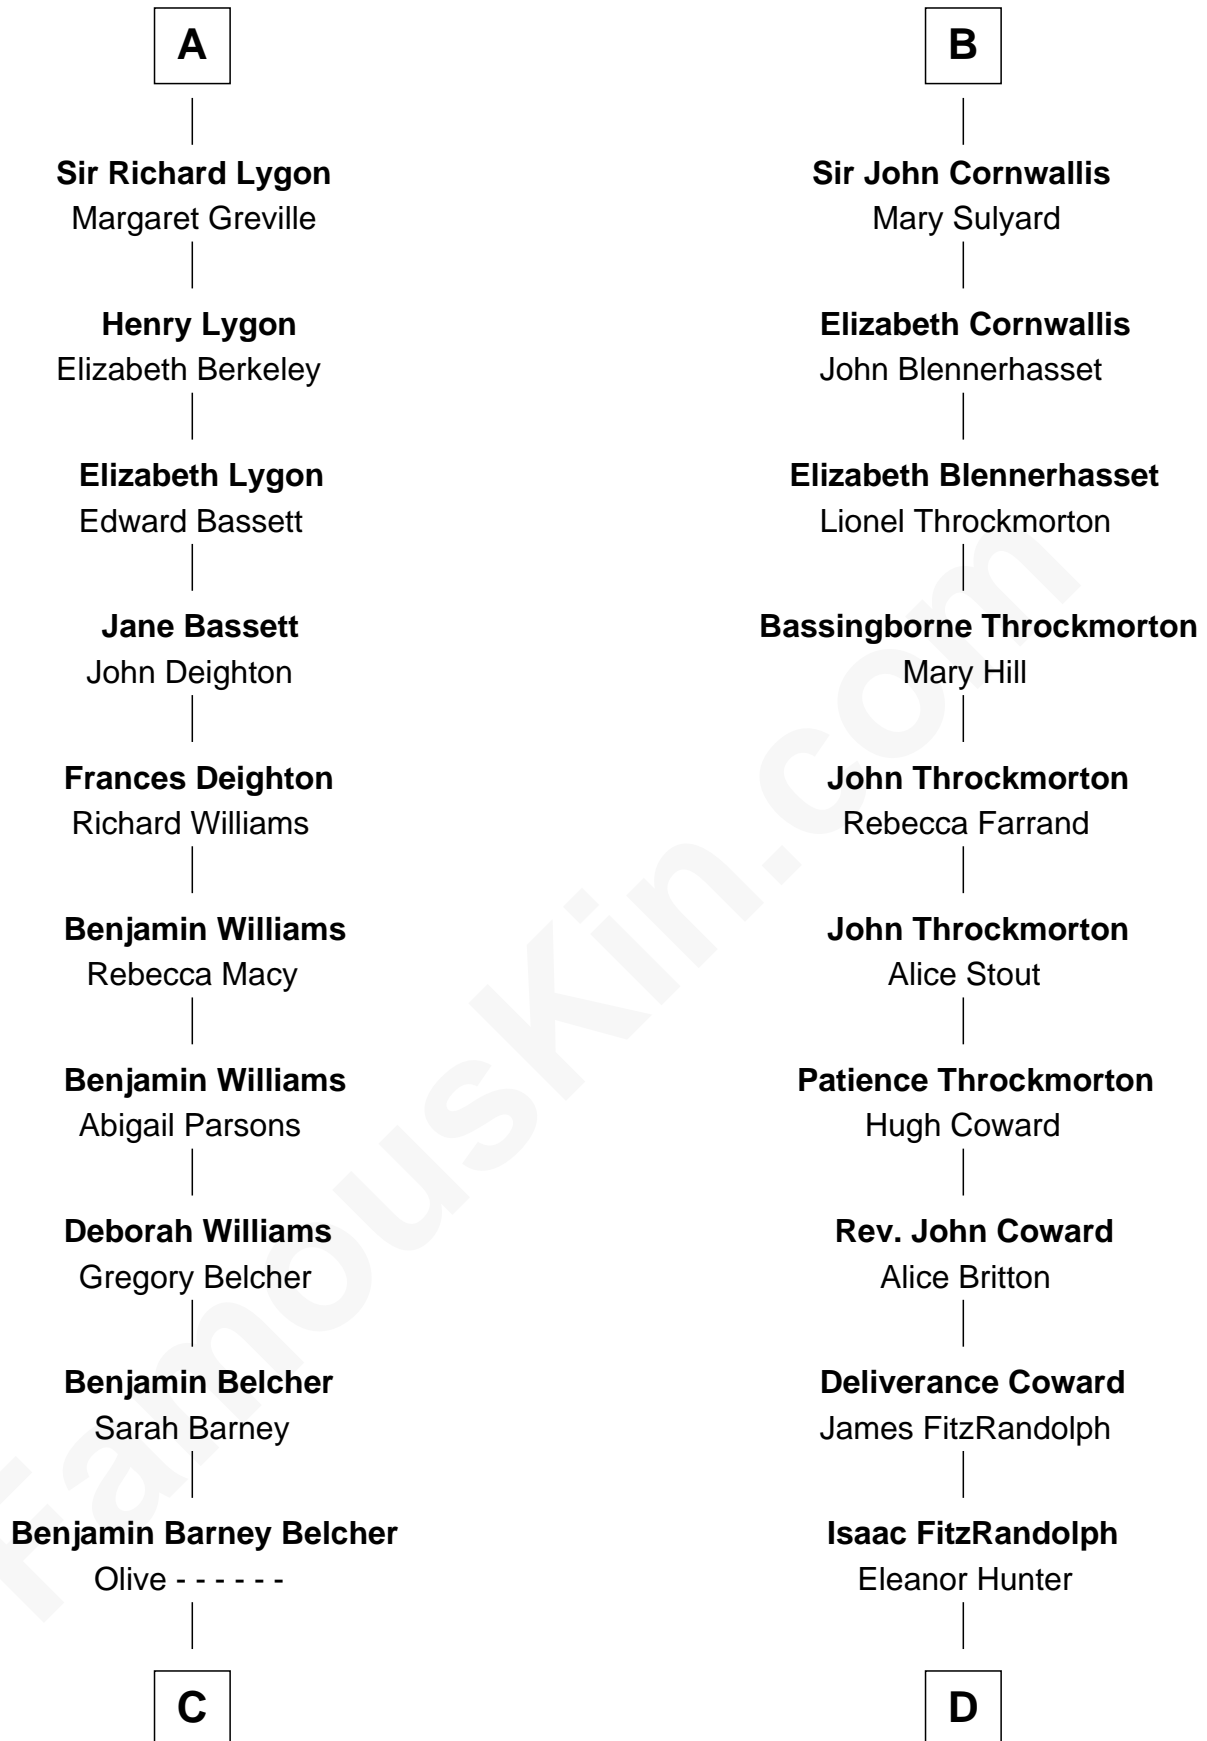 A
Sir Richard Lygon
Margaret Greville
Henry Lygon
Elizabeth Berkeley
Elizabeth Lygon
Edward Bassett
Jane Bassett
John Deighton
Frances Deighton
Richard Williams
Benjamin Williams
Rebecca Macy
Benjamin Williams
Abigail Parsons
Deborah Williams
Gregory Belcher
Benjamin Belcher
Sarah Barney
Benjamin Barney Belcher
Olive - - - - - -
C
B
Sir John Cornwallis
Mary Sulyard
Elizabeth Cornwallis
John Blennerhasset
Elizabeth Blennerhasset
Lionel Throckmorton
Bassingborne Throckmorton
Mary Hill
John Throckmorton
Rebecca Farrand
John Throckmorton
Alice Stout
Patience Throckmorton
Hugh Coward
Rev. John Coward
Alice Britton
Deliverance Coward
James FitzRandolph
Isaac FitzRandolph
Eleanor Hunter
D
FamousKin.com